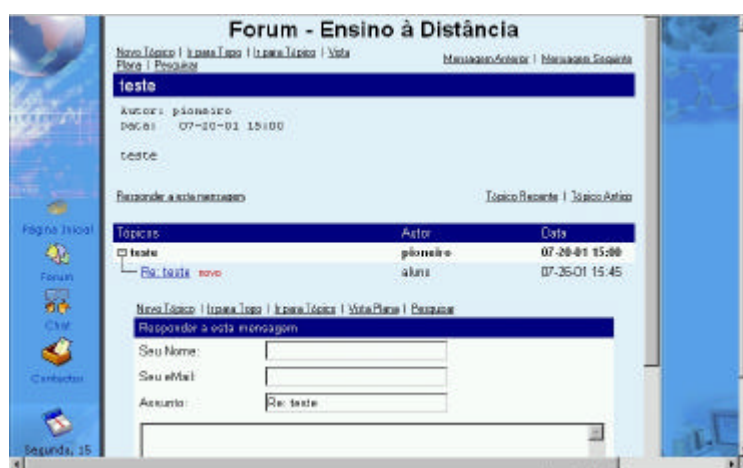 Forum - Ensino à Distância
Novo Tópico | Ir para Topo | Ir para Tópico | Vista
Plana | Pesquisar
Mensagem Anterior | Mensagem Seguinte
teste
Autor: pioneiro
Data: 07-20-01 15:00
teste
Responder a esta mensagem
Tópico Recente | Tópico Antigo
Tópicos Autor Data
teste pioneiro 07-20-01 15:00
Re: teste novo aluns 07-26-01 15:45
Novo Tópico | Ir para Topo | Ir para Tópico | Vista Plana | Pesquisar
Responder a esta mensagem
Seu Nome:
Seu eMail:
Assunto: Re: teste
Página Inicial
Forum
Chat
Contactos
Segunda, 15